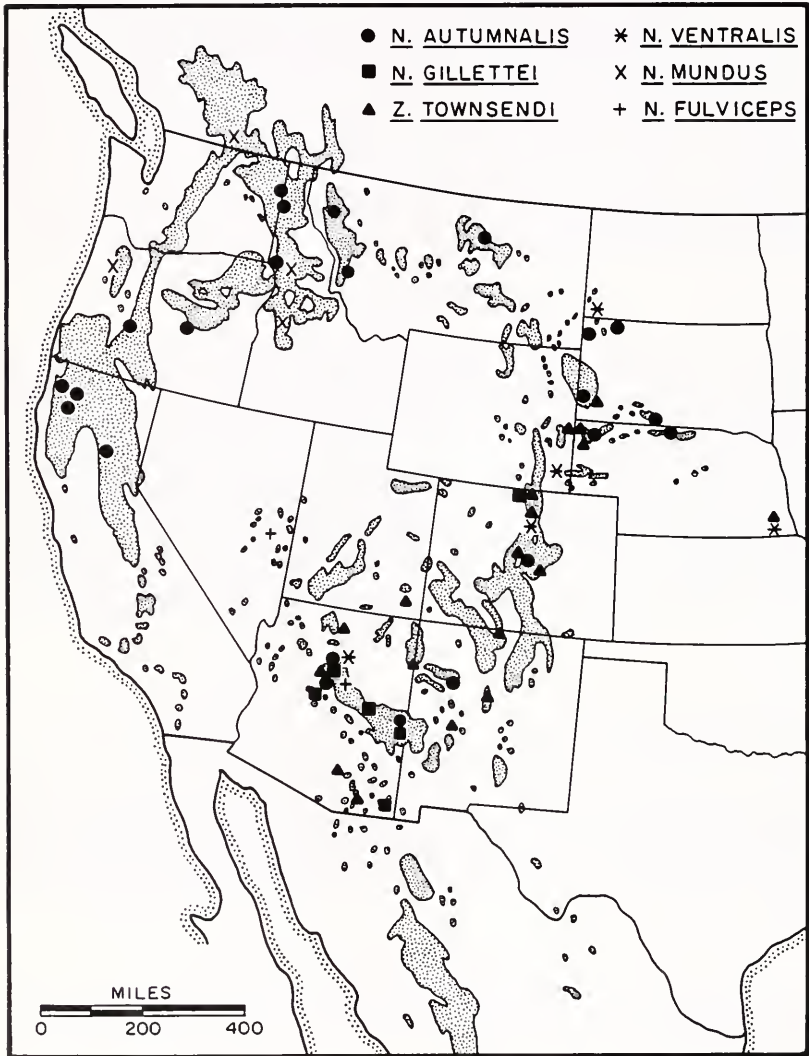 ● N. AUTUMNALIS
■ N. GILLETTEI
▲ Z. TOWNSENDI
✶ N. VENTRALIS
× N. MUNDUS
+ N. FULVICEPS
MILES
0 200 400